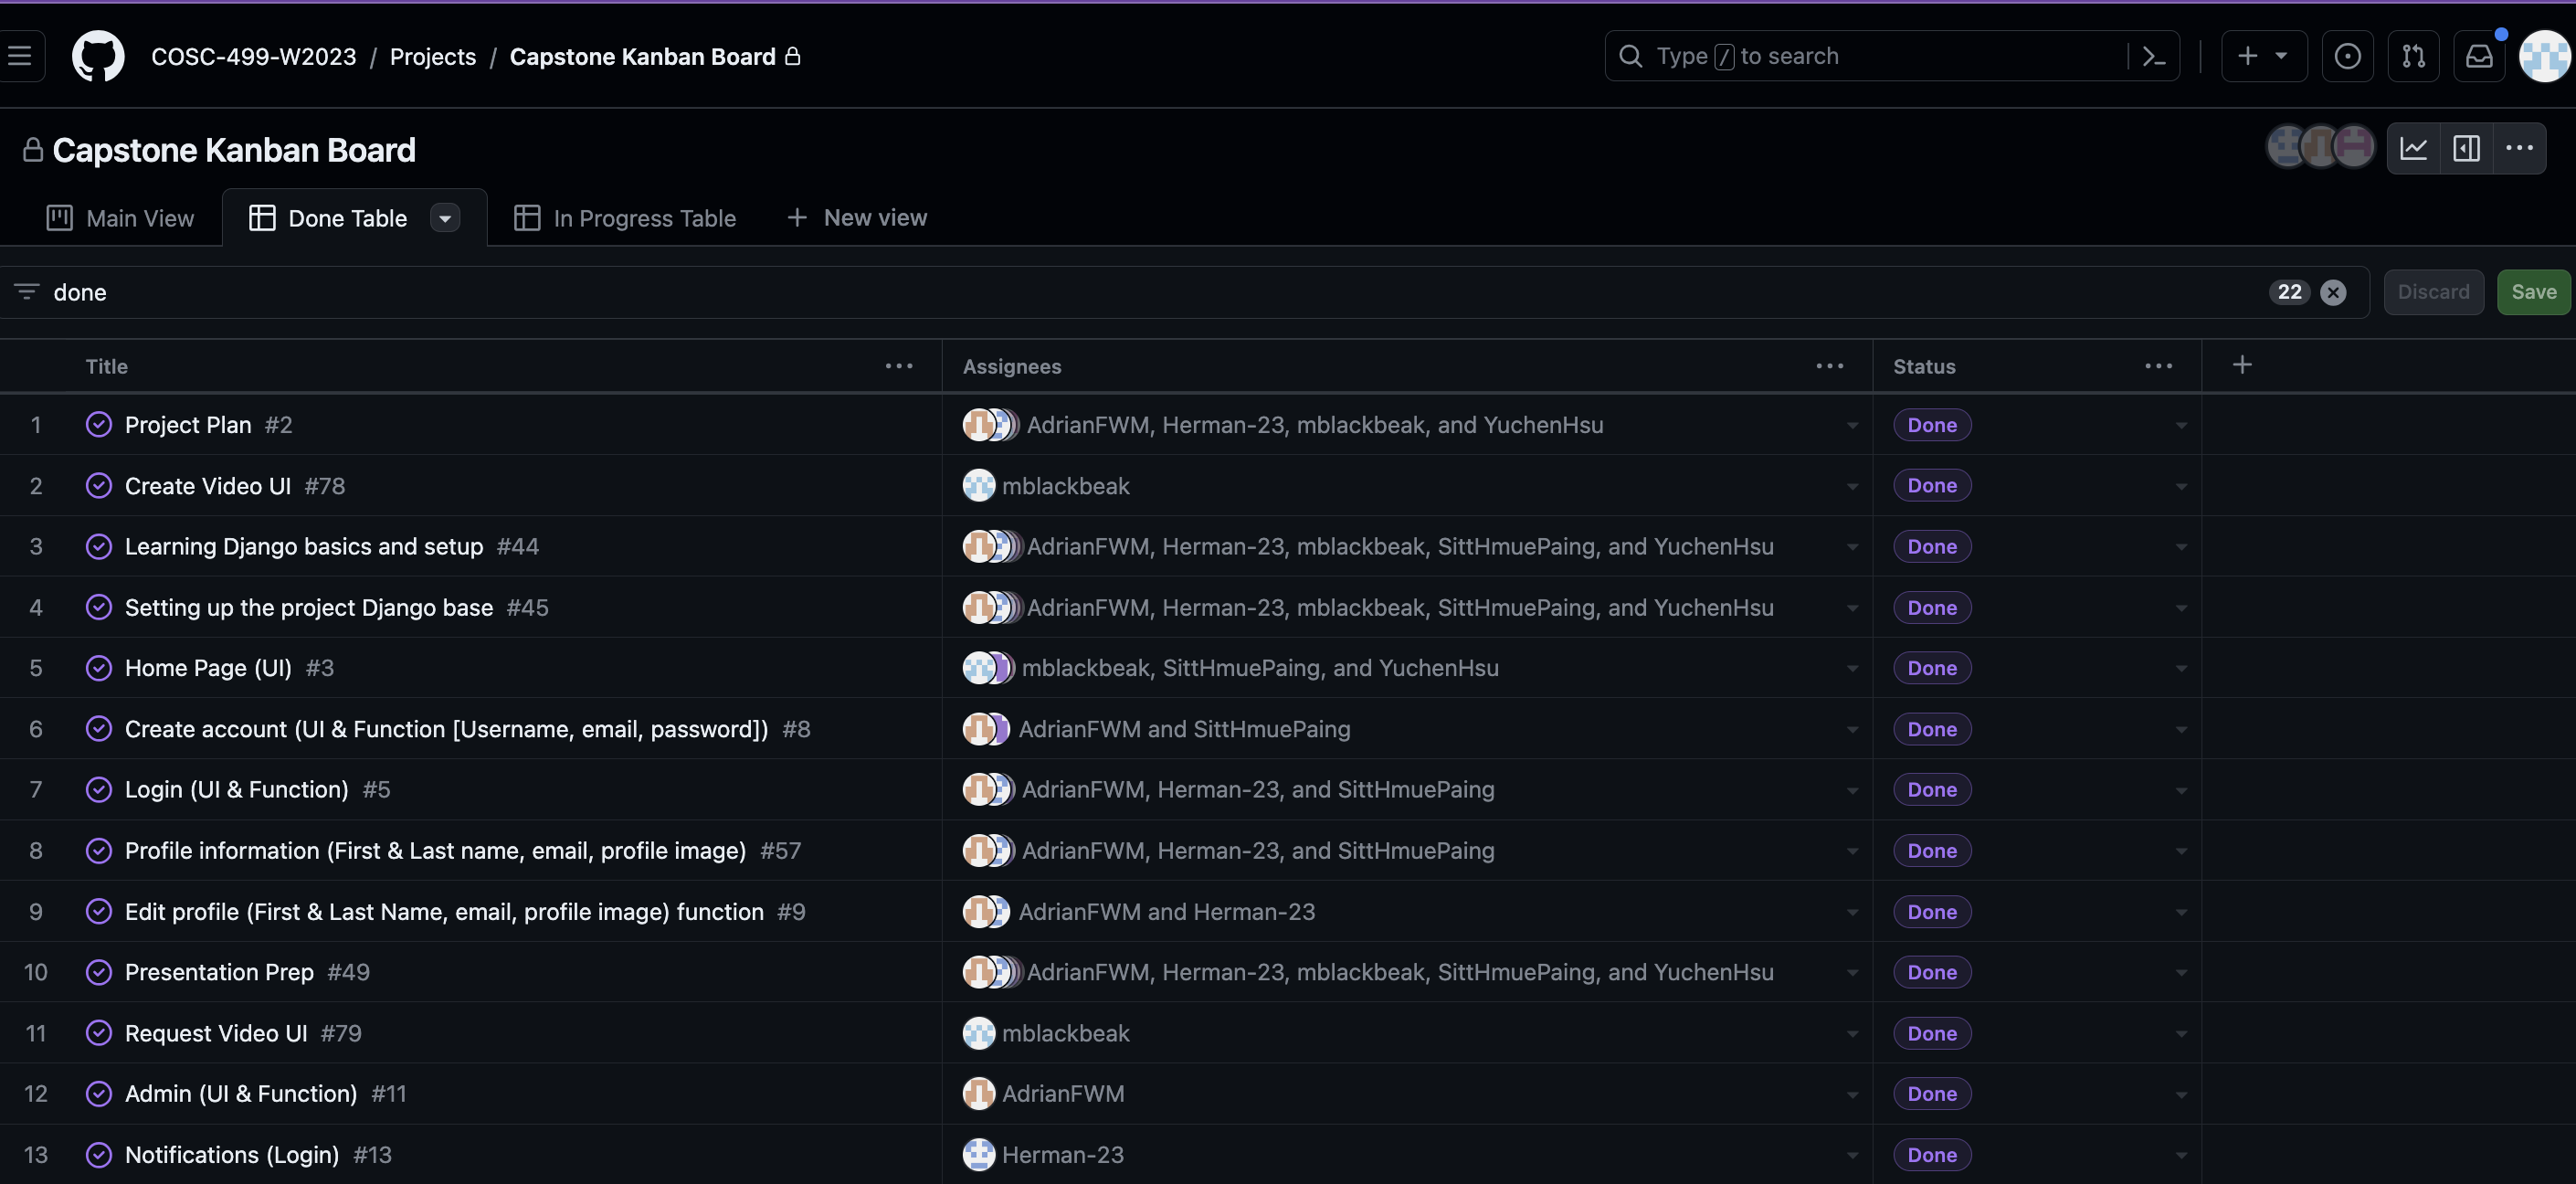 COSC-499-W2023 / Projects / Capstone Kanban Board Type / to search
Capstone Kanban Board
Main View Done Table In Progress Table + New view
done 22 Discard Save
Title Assignees Status +
1 Project Plan #2 AdrianFWM, Herman-23, mblackbeak, and YuchenHsu Done
2 Create Video UI #78 mblackbeak Done
3 Learning Django basics and setup #44 AdrianFWM, Herman-23, mblackbeak, SittHmuePaing, and YuchenHsu Done
4 Setting up the project Django base #45 AdrianFWM, Herman-23, mblackbeak, SittHmuePaing, and YuchenHsu Done
5 Home Page (UI) #3 mblackbeak, SittHmuePaing, and YuchenHsu Done
6 Create account (UI & Function [Username, email, password]) #8 AdrianFWM and SittHmuePaing Done
7 Login (UI & Function) #5 AdrianFWM, Herman-23, and SittHmuePaing Done
8 Profile information (First & Last name, email, profile image) #57 AdrianFWM, Herman-23, and SittHmuePaing Done
9 Edit profile (First & Last Name, email, profile image) function #9 AdrianFWM and Herman-23 Done
10 Presentation Prep #49 AdrianFWM, Herman-23, mblackbeak, SittHmuePaing, and YuchenHsu Done
11 Request Video UI #79 mblackbeak Done
12 Admin (UI & Function) #11 AdrianFWM Done
13 Notifications (Login) #13 Herman-23 Done